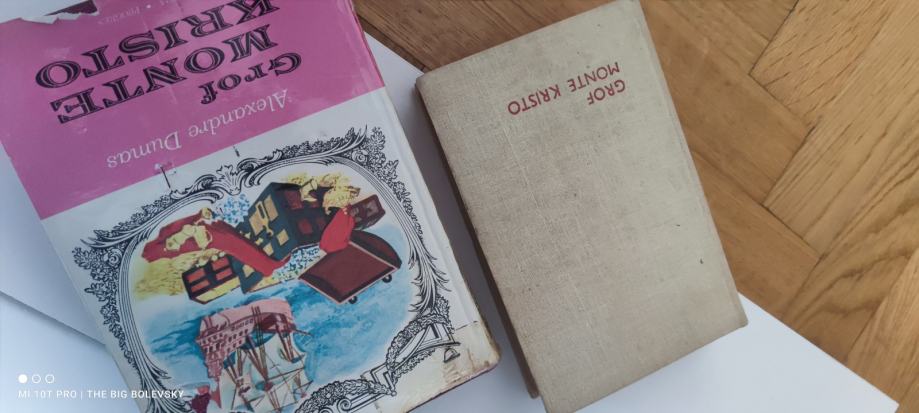 Alexandre Dumas
Grof
MONTE
KRISTO
GROF
MONTE KRISTO
MI 10T PRO | THE BIG BOLEVSKY